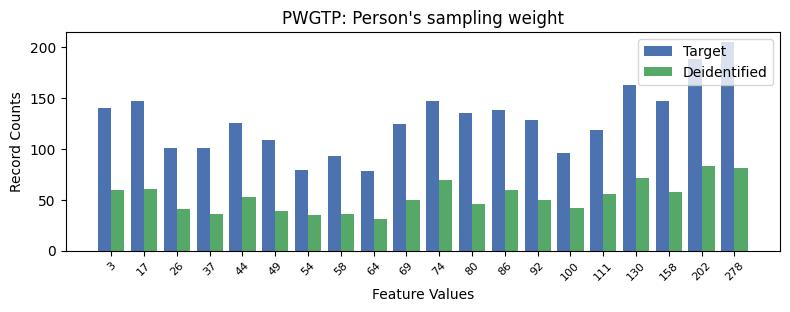 PWGTP: Person's sampling weight
Record Counts
200
150
100
50
0
Target
Deidentified
3 17 26 37 44 49 54 58 64 69 74 80 86 92 100 111 130 158 202 278
Feature Values